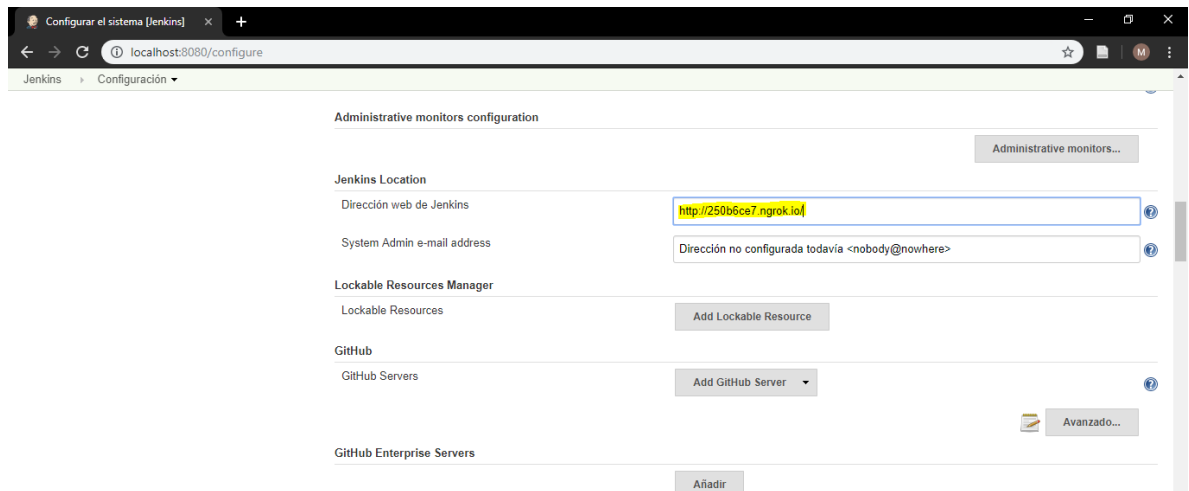 Configurar el sistema [Jenkins]
localhost:8080/configure
M
Jenkins Configuración
Administrative monitors configuration
Administrative monitors...
Jenkins Location
Dirección web de Jenkins
http://250b6ce7.ngrok.io/
System Admin e-mail address
Dirección no configurada todavía <nobody@nowhere>
Lockable Resources Manager
Lockable Resources
Add Lockable Resource
GitHub
GitHub Servers
Add GitHub Server
Avanzado...
GitHub Enterprise Servers
Añadir